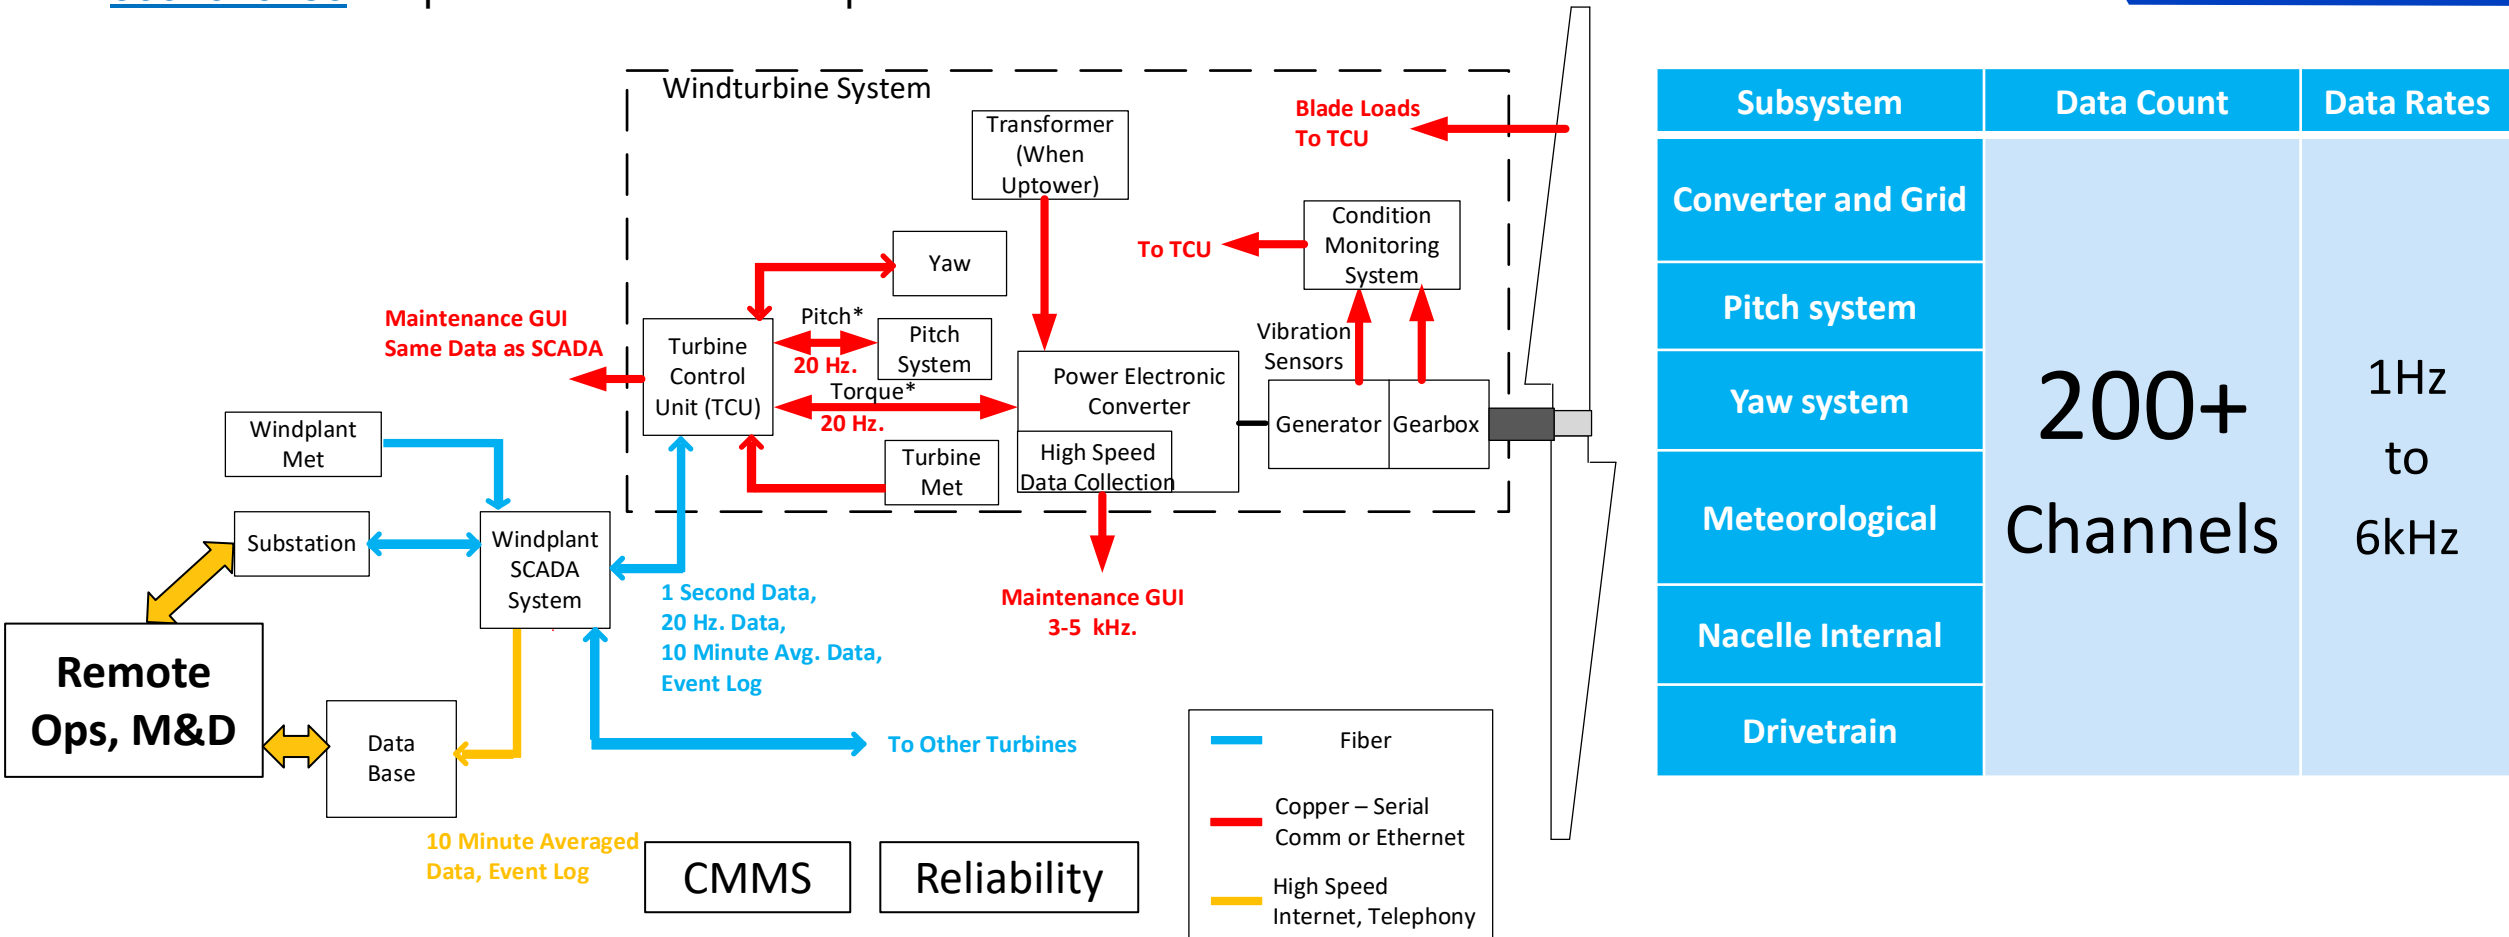 Windturbine System
Transformer
(When
Uptower)
Blade Loads
To TCU
Condition
Monitoring
System
To TCU
Yaw
Maintenance GUI
Same Data as SCADA
Turbine
Control
Unit (TCU)
Pitch*
20 Hz.
Pitch
System
Torque*
20 Hz.
Vibration
Sensors
Power Electronic
Converter
High Speed
Data Collection
Generator
Gearbox
Turbine
Met
Windplant
Met
Substation
Windplant
SCADA
System
1 Second Data,
20 Hz. Data,
10 Minute Avg. Data,
Event Log
Maintenance GUI
3-5 kHz.
Remote
Ops, M&D
Data
Base
To Other Turbines
10 Minute Averaged
Data, Event Log
CMMS
Reliability
Fiber
Copper – Serial
Comm or Ethernet
High Speed
Internet, Telephony
Subsystem Data Count Data Rates
Converter and Grid
Pitch system
Yaw system
Meteorological
Nacelle Internal
Drivetrain
200+
Channels
1Hz
to
6kHz